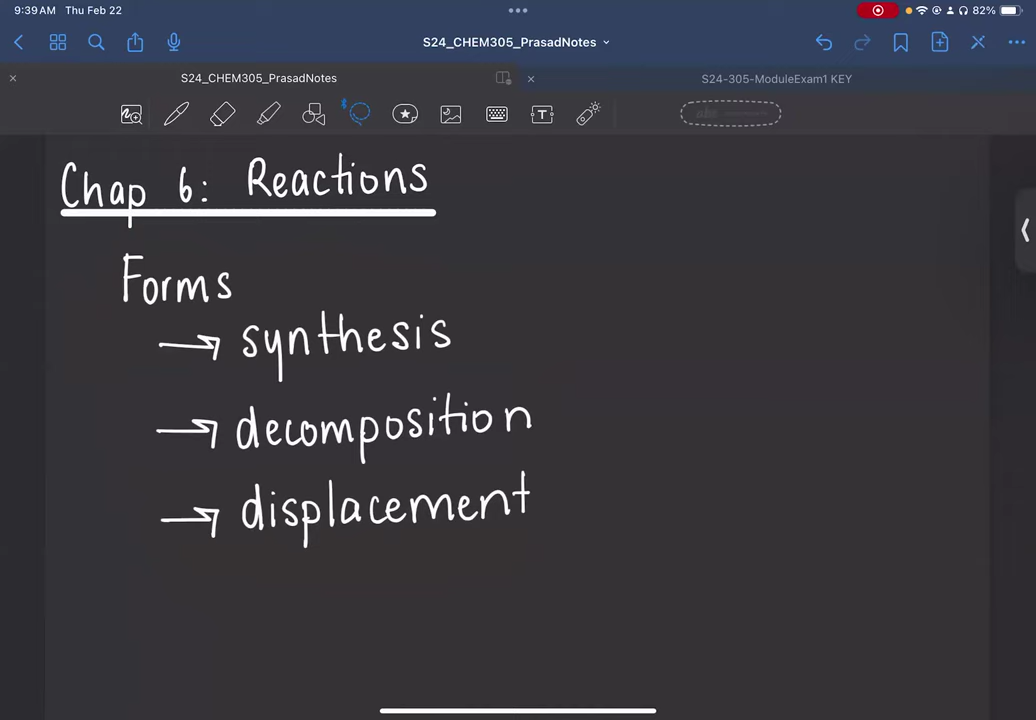 9:39 AM Thu Feb 22
82%
S24_CHEM305_PrasadNotes
S24_CHEM305_PrasadNotes
S24-305-ModuleExam1 KEY
T
Chap 6: Reactions
Forms
→ synthesis
→ decomposition
→ displacement